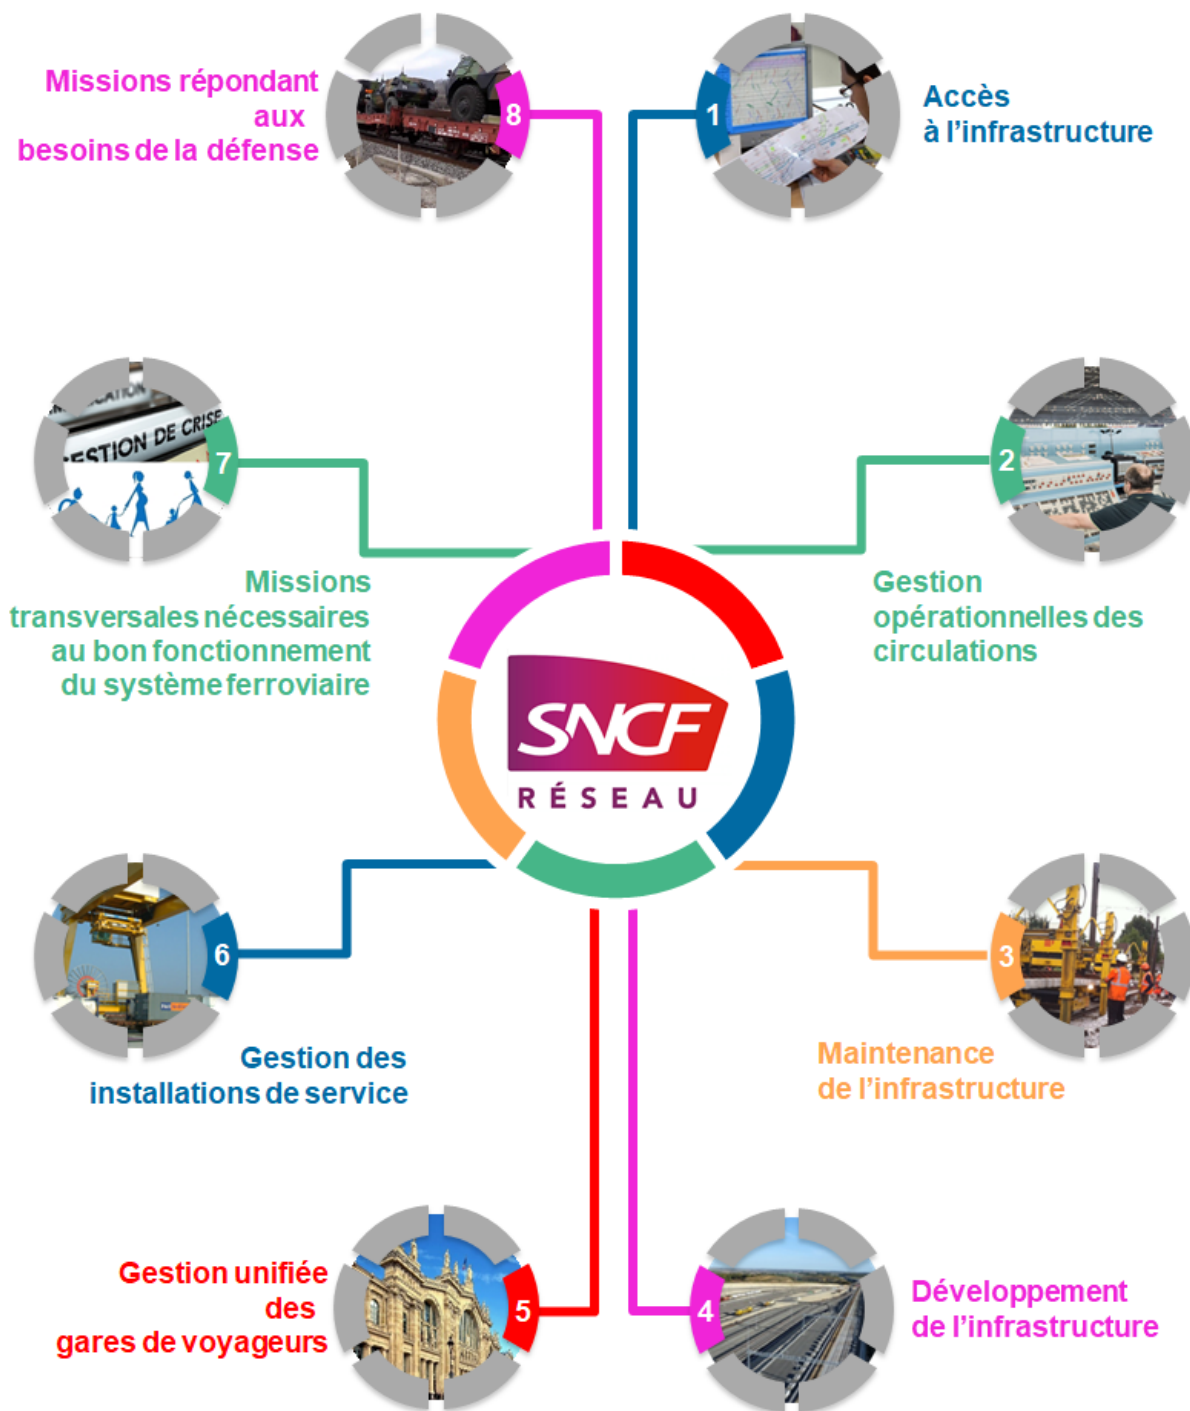 Missions répondant
aux
besoins de la défense
8
1
Accès
à l'infrastructure
GESTION DE CRISE
7
2
Missions
transversales nécessaires
au bon fonctionnement
du système ferroviaire
Gestion
opérationnelles des
circulations
SNCF
RÉSEAU
6
3
Gestion des
installations de service
Maintenance
de l'infrastructure
Gestion unifiée
des
gares de voyageurs
5
4
Développement
de l'infrastructure